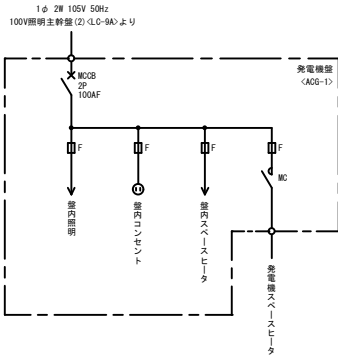 1φ 2W 105V 50Hz
100V照明主幹盤(2)<LC-9A>より
発電機盤
<ACG-1>
MCCB
2P
100AF
F
F
F
F
MC
盤内照明
盤内コンセント
盤内スペースヒータ
発電機スペースヒータ